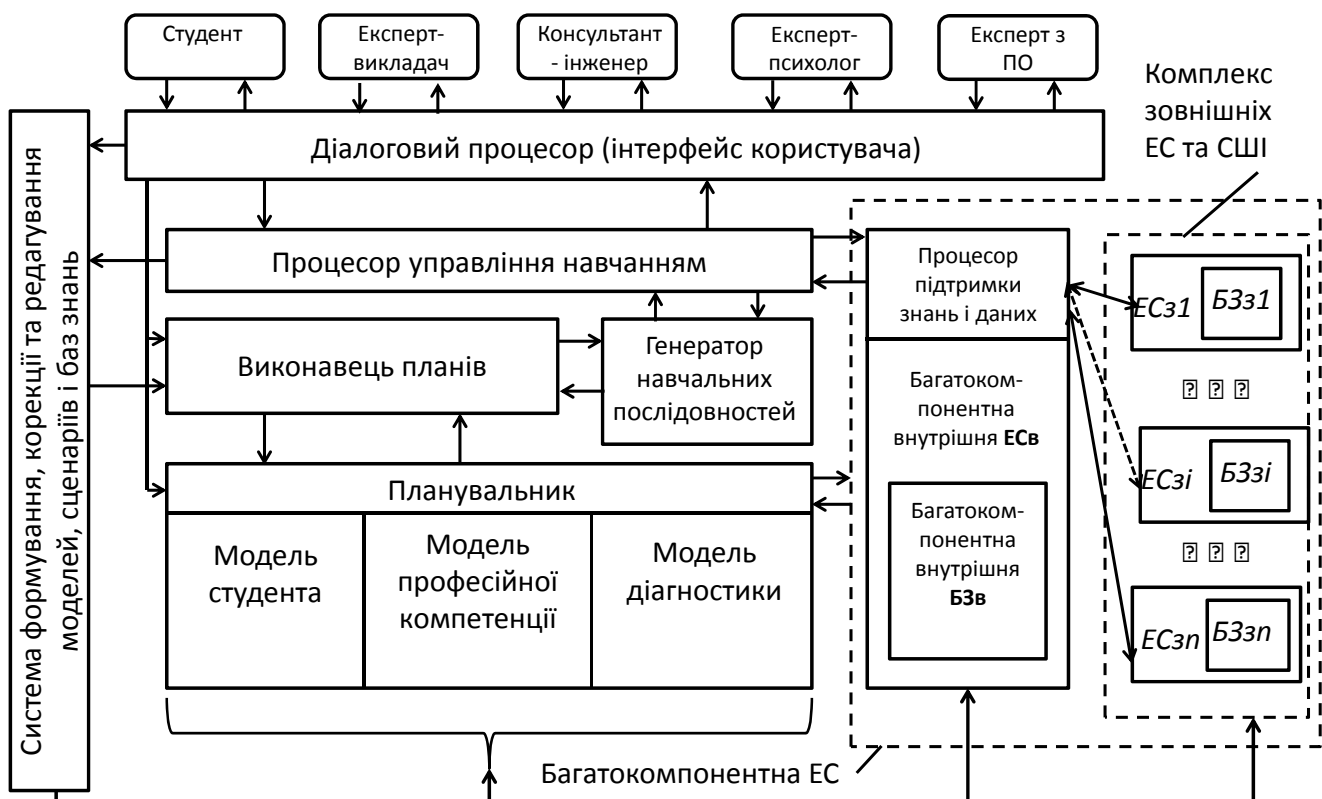 Студент
Експерт-
викладач
Консультант
- інженер
Експерт-
психолог
Експерт з
ПО
Комплекс
зовнішніх
ЕС та СШІ
Діалоговий процесор (інтерфейс користувача)
Система формування, корекції та редагування
моделей, сценаріїв і баз знань
Процесор управління навчанням
Процесор
підтримки
знань і даних
ЕСз1
БЗз1
Виконавець планів
Генератор
навчальних
послідовностей
Багатоком-
понентна
внутрішня ЕСв
ЕСзі
БЗзі
Планувальник
Багатоком-
понентна
внутрішня
БЗв
Модель
студента
Модель
професійної
компетенції
Модель
діагностики
ЕСзп
БЗзп
Багатокомпонентна ЕС